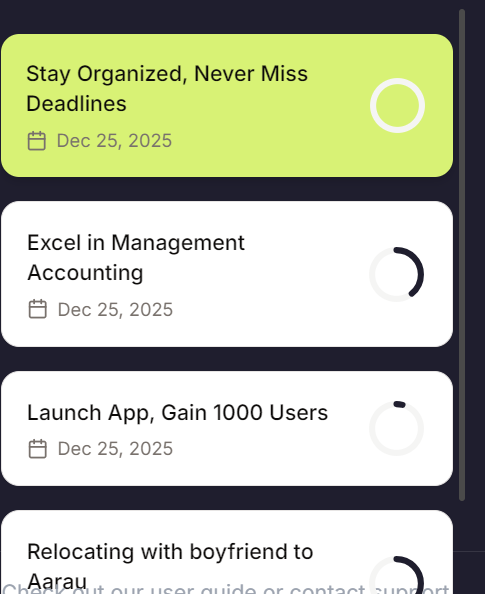 Stay Organized, Never Miss
Deadlines
Dec 25, 2025
Excel in Management
Accounting
Dec 25, 2025
Launch App, Gain 1000 Users
Dec 25, 2025
Relocating with boyfriend to
Aarau
Check out our user guide or contact support